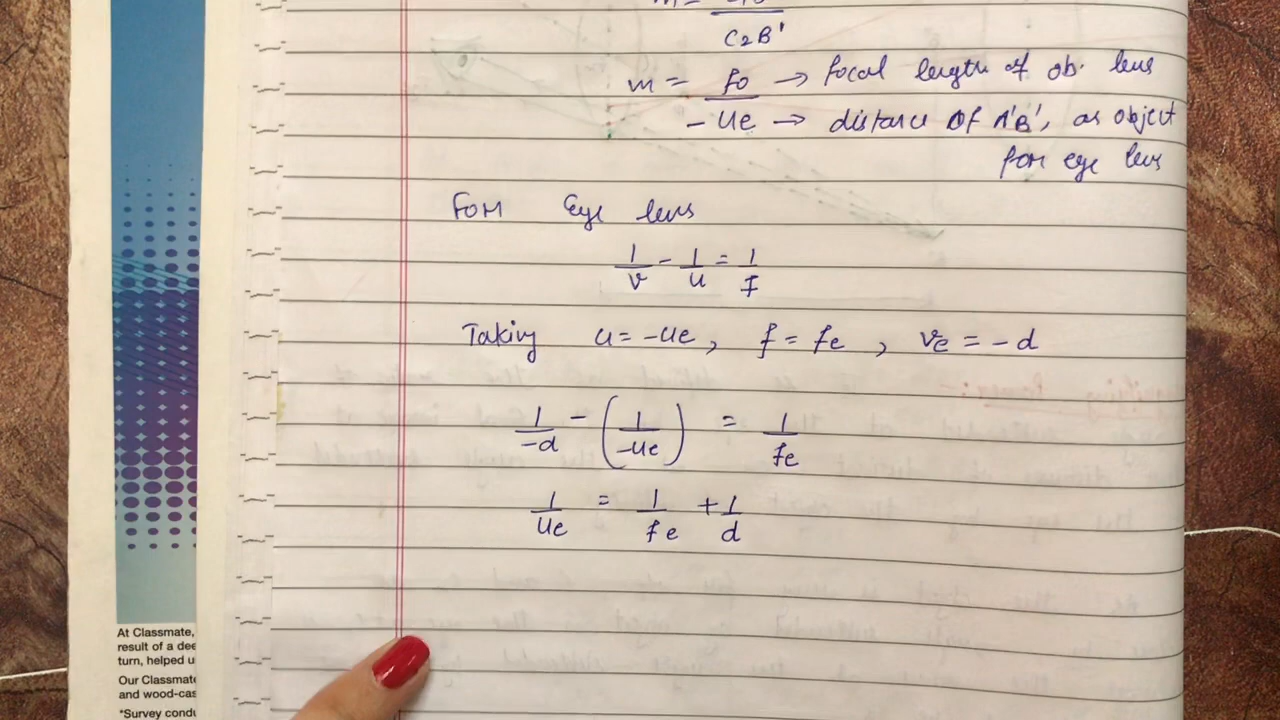 C2B'
m = fo → focal length of ob. lens
-ue → distance of A'B', as object
for eye lens
For Eye lens
1/v - 1/u = 1/f
Taking u = -ue, f = fe, ve = -d
1/-d - (1/-ue) = 1/fe
1/ue = 1/fe + 1/d
At Classmate,
result of a dee
turn, helped u
Our Classmate
and wood-cas
*Survey condu